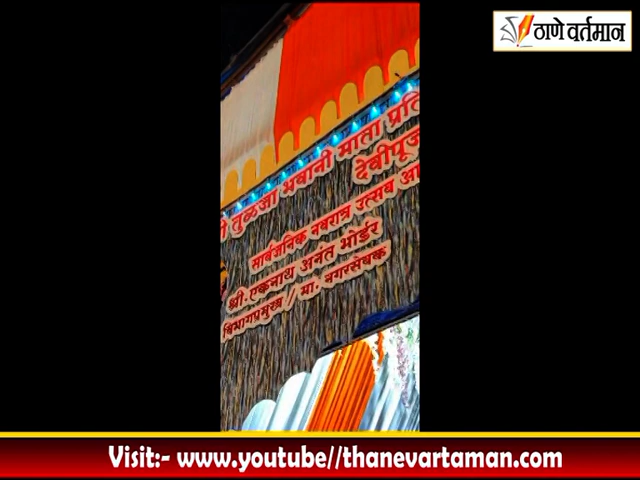 ठाणे वर्तमान
तुळजा भवानी माता प्रति
देवीपूज
सार्वजनिक नवरात्र उत्सव आ
श्री.एकनाथ अनंत भोईर
विभागप्रमुख // मा. नगरसेवक
Visit:- www.youtube//thanevartaman.com